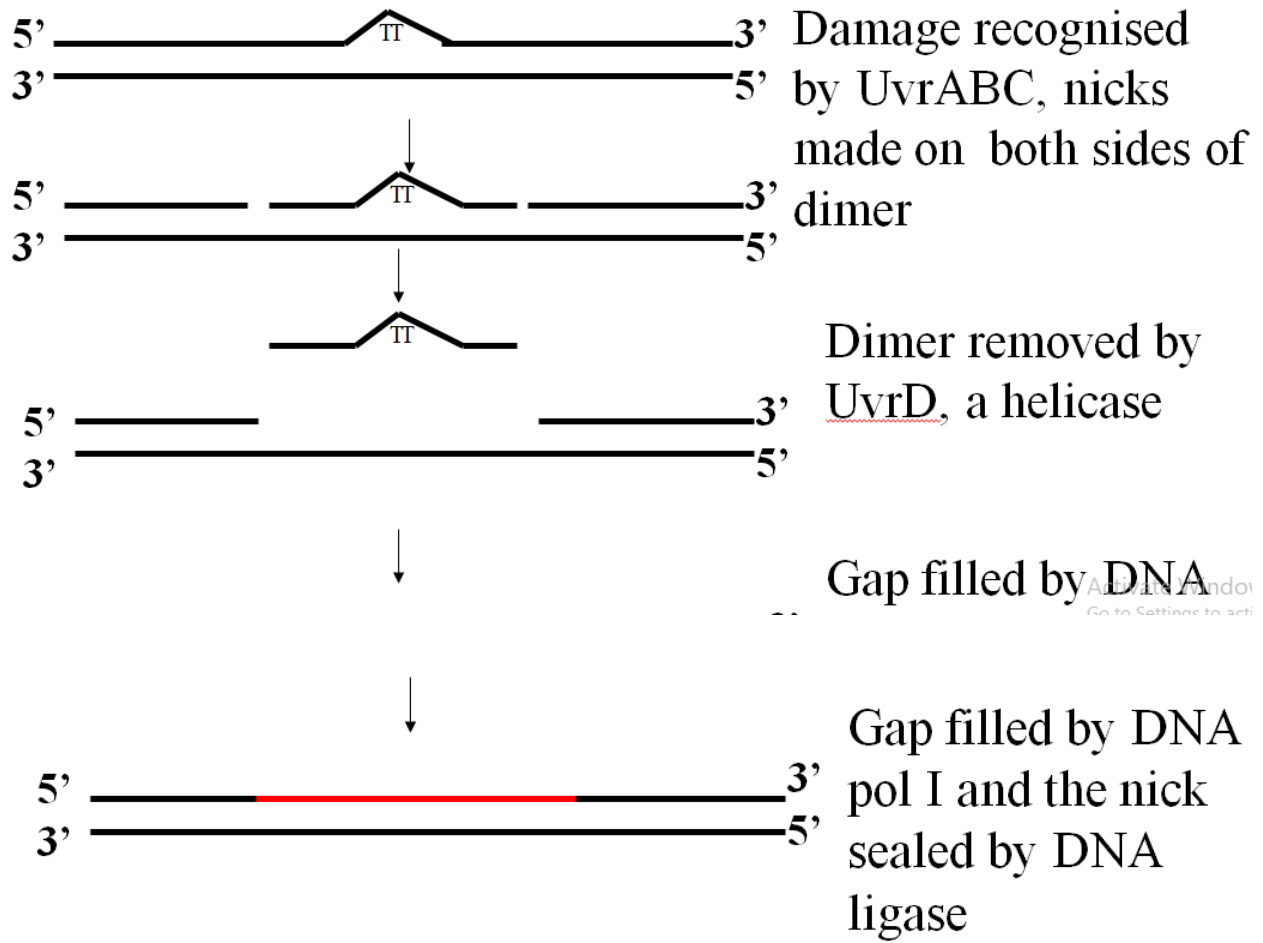 5’ TT 3’ Damage recognised
3’ 5’ by UvrABC, nicks
made on both sides of
5’ TT 3’ dimer
3’ 5’
TT Dimer removed by
UvrD, a helicase
5’ 3’
3’ 5’
Gap filled by DNA
Activate Window
Gap filled by DNA
5’ 3’ pol I and the nick
3’ 5’ sealed by DNA
ligase